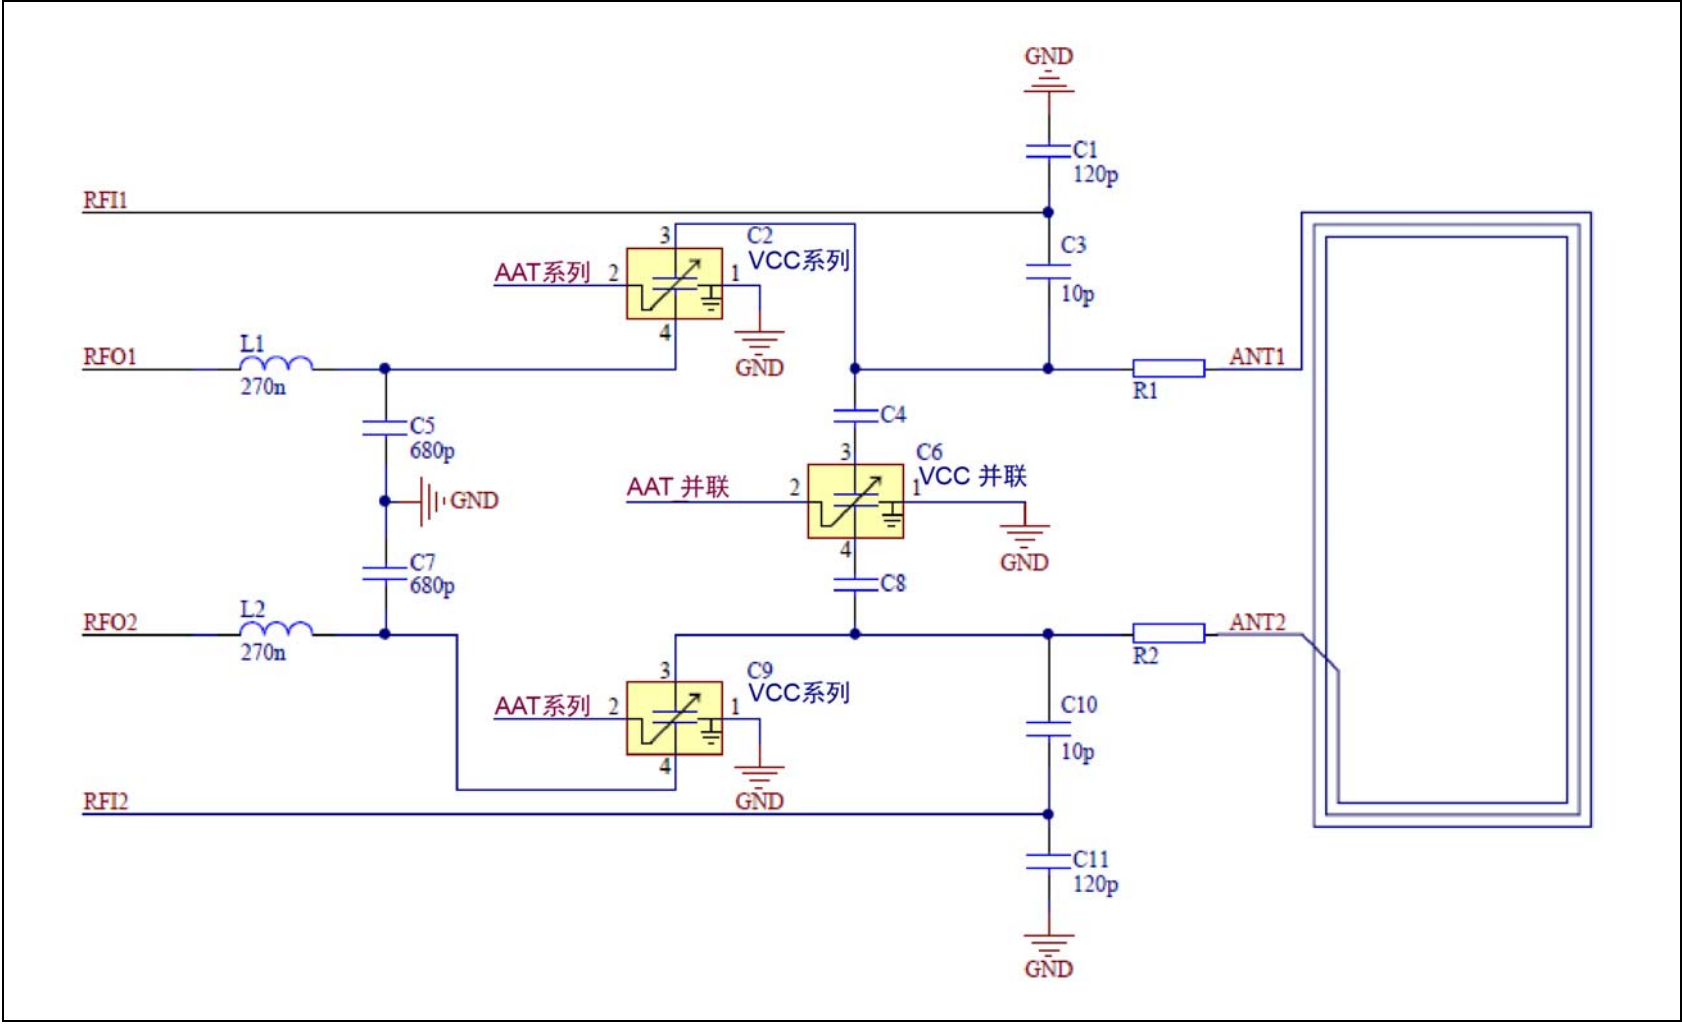 GND
C1
120p
RFI1
3
C2
VCC系列
C3
10p
AAT系列
2
1
4
GND
RFO1
L1
270n
ANT1
R1
C4
C5
680p
3
C6
VCC 并联
AAT 并联
2
1
4
GND
GND
C7
680p
C8
RFO2
L2
270n
ANT2
R2
3
C9
VCC系列
AAT系列
2
1
4
GND
C10
10p
RFI2
C11
120p
GND